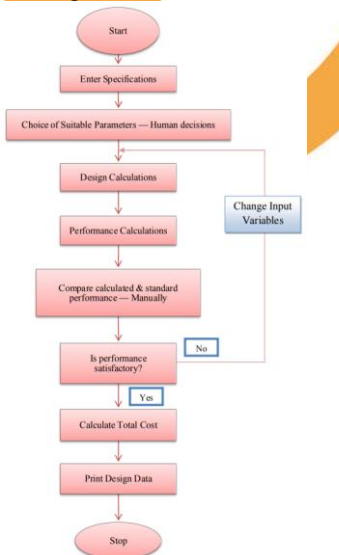 Start
Enter Specifications
Choice of Suitable Parameters — Human decisions
Design Calculations
Change Input
Variables
Performance Calculations
Compare calculated & standard
performance — Manually
Is performance
satisfactory?
No
Yes
Calculate Total Cost
Print Design Data
Stop